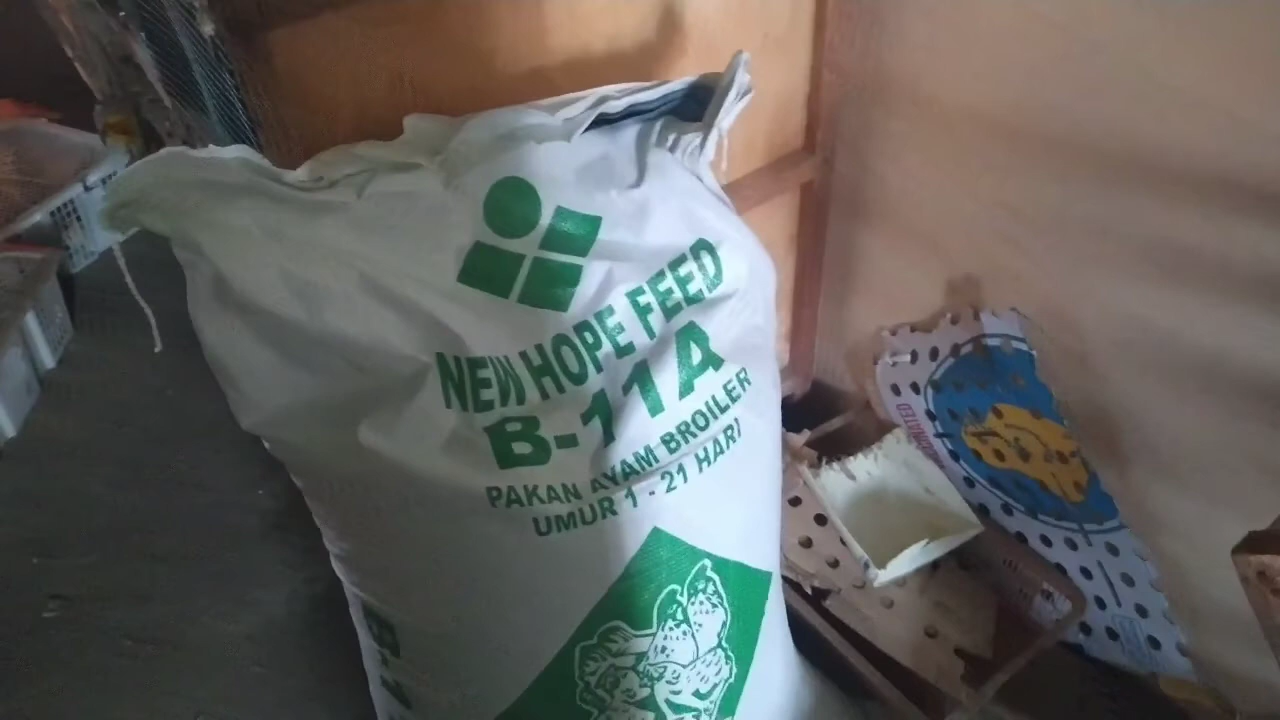 NEW HOPE FEED
B-11A
PAKAN AYAM BROILER
UMUR 1 - 21 HARI